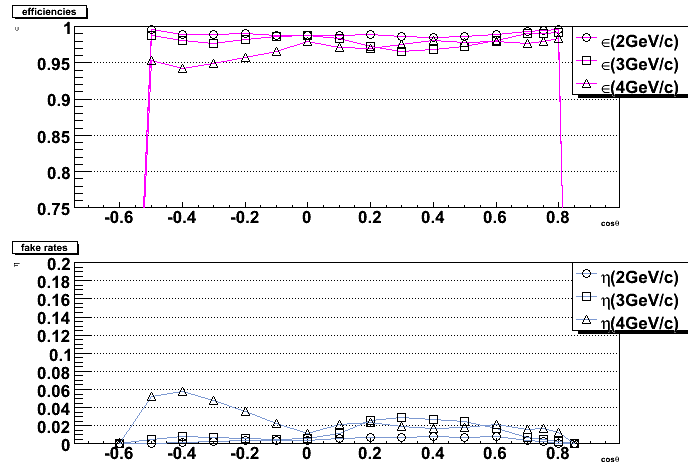 efficiencies
ε
1
0.95
0.9
0.85
0.8
0.75
∈(2GeV/c)
∈(3GeV/c)
∈(4GeV/c)
-0.6 -0.4 -0.2 0 0.2 0.4 0.6 0.8
cosθ
fake rates
η
0.2
0.18
0.16
0.14
0.12
0.1
0.08
0.06
0.04
0.02
0
η(2GeV/c)
η(3GeV/c)
η(4GeV/c)
-0.6 -0.4 -0.2 0 0.2 0.4 0.6 0.8
cosθ